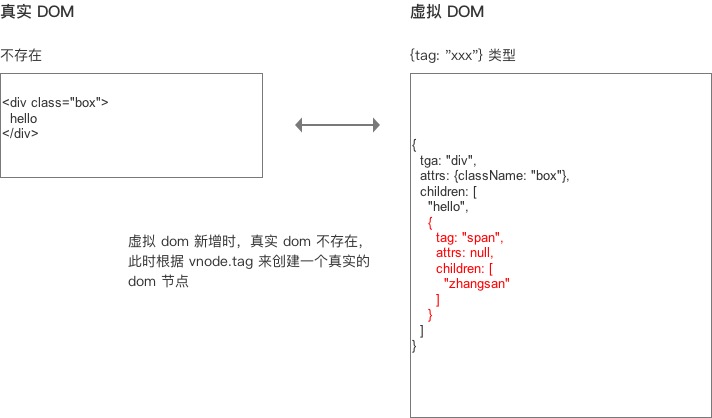 真实 DOM
不存在
<div class="box">
hello
</div>
虚拟 dom 新增时，真实 dom 不存在，
此时根据 vnode.tag 来创建一个真实的
dom 节点
虚拟 DOM
{tag: ”xxx”} 类型
{
tga: "div",
attrs: {className: "box"},
children: [
"hello",
{
tag: "span",
attrs: null,
children: [
"zhangsan"
]
}
]
}